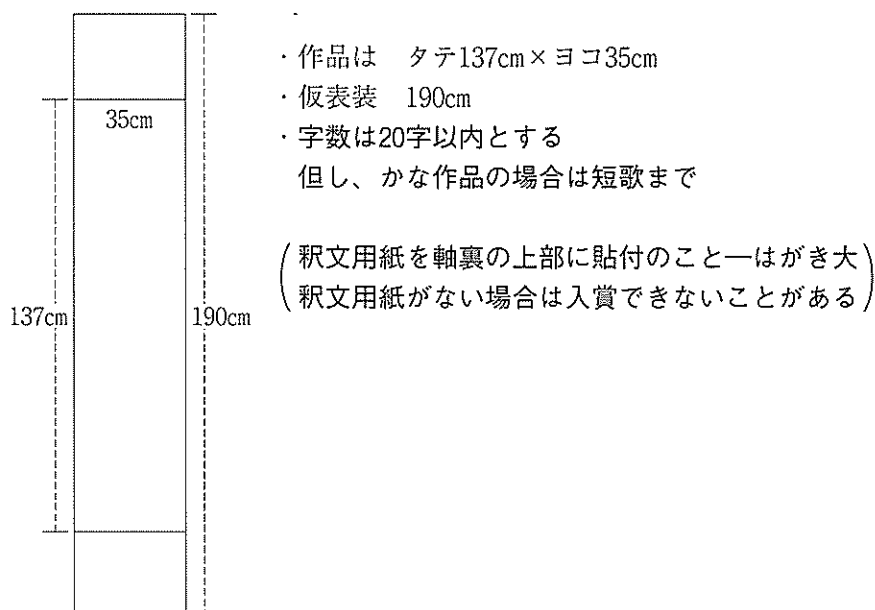 ・作品は　タテ137cm×ヨコ35cm
・仮表装　190cm
・字数は20字以内とする
但し、かな作品の場合は短歌まで
（釈文用紙を軸裏の上部に貼付のこと―はがき大
釈文用紙がない場合は入賞できないことがある）
35cm
137cm
190cm